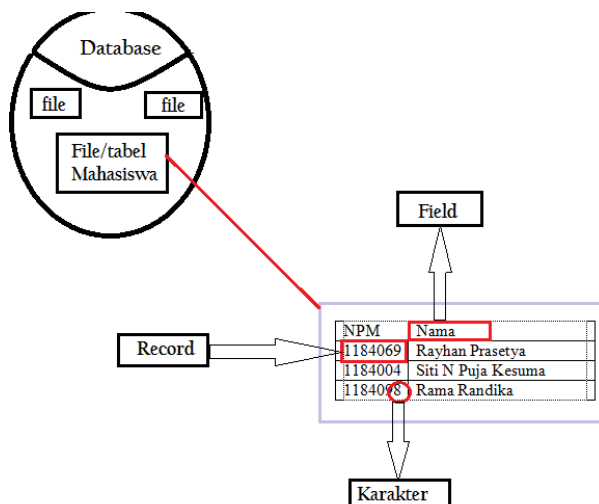 Database
file
file
File/tabel
Mahasiswa
Field
Record
NPM Nama
1184069 Rayhan Prasetya
1184004 Siti N Puja Kesuma
1184098 Rama Randika
Karakter